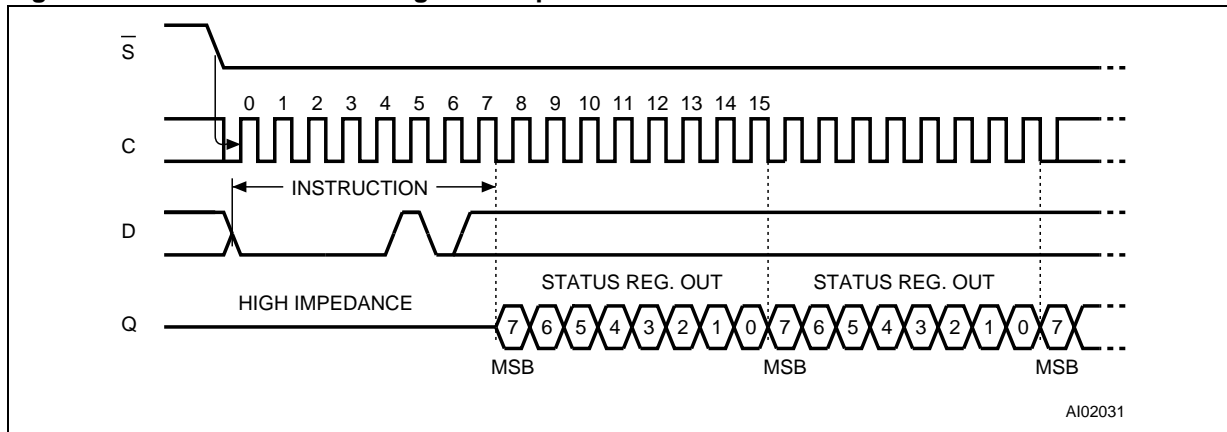 S
0 1 2 3 4 5 6 7 8 9 10 11 12 13 14 15
C
INSTRUCTION
D
STATUS REG. OUT STATUS REG. OUT
HIGH IMPEDANCE
Q
7 6 5 4 3 2 1 0 7 6 5 4 3 2 1 0 7
MSB MSB MSB
AI02031